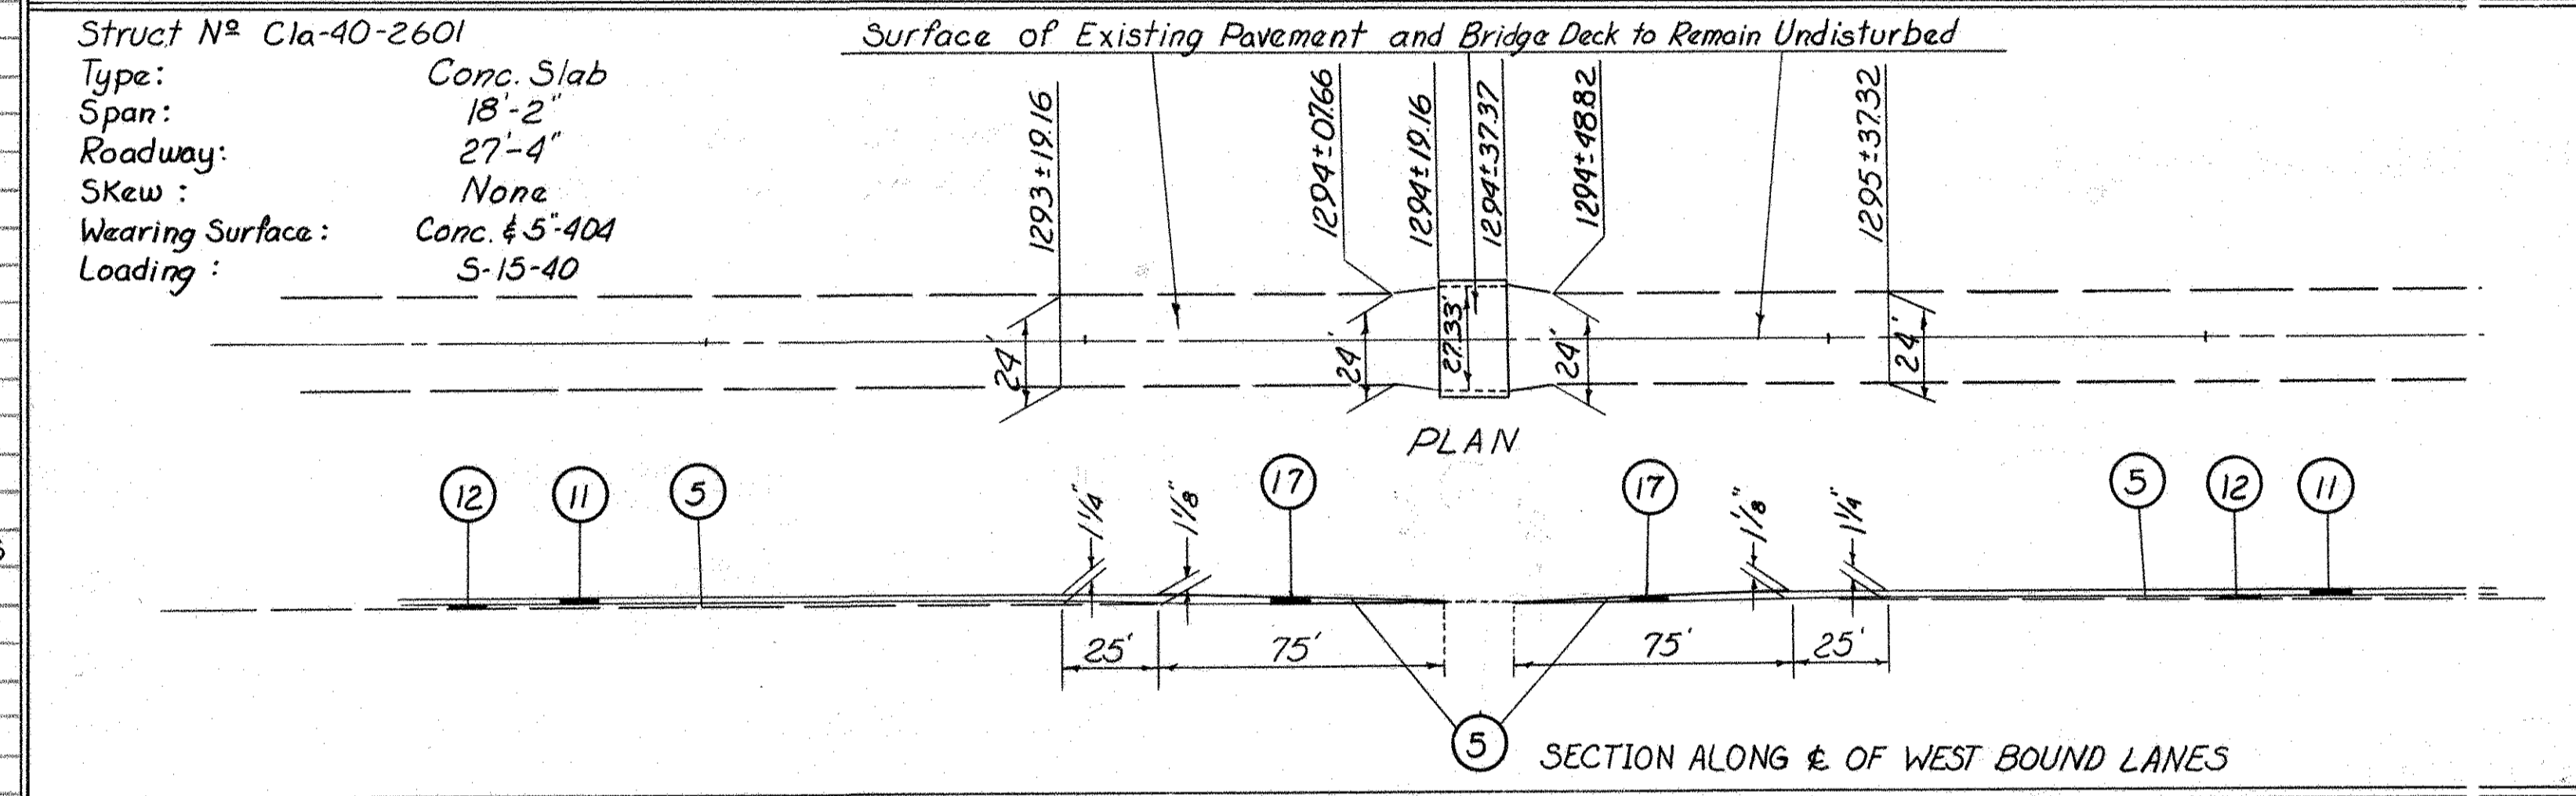 Struct Nº Cla-40-2601
Type: Conc. Slab
Span: 18'-2"
Roadway: 27'-4"
Skew : None
Wearing Surface : Conc. & 5"-404
Loading : S-15-40
Surface of Existing Pavement and Bridge Deck to Remain Undisturbed
1293±19.16
1294±07.66
1294±19.16
1294±37.37
1294±48.82
1295±37.32
24'
24'
27.33'
24'
24'
PLAN
12
11
5
1¼"
1⅛"
17
17
1⅛"
1¼"
5
12
11
25'
75'
75'
25'
5
SECTION ALONG ℄ OF WEST BOUND LANES